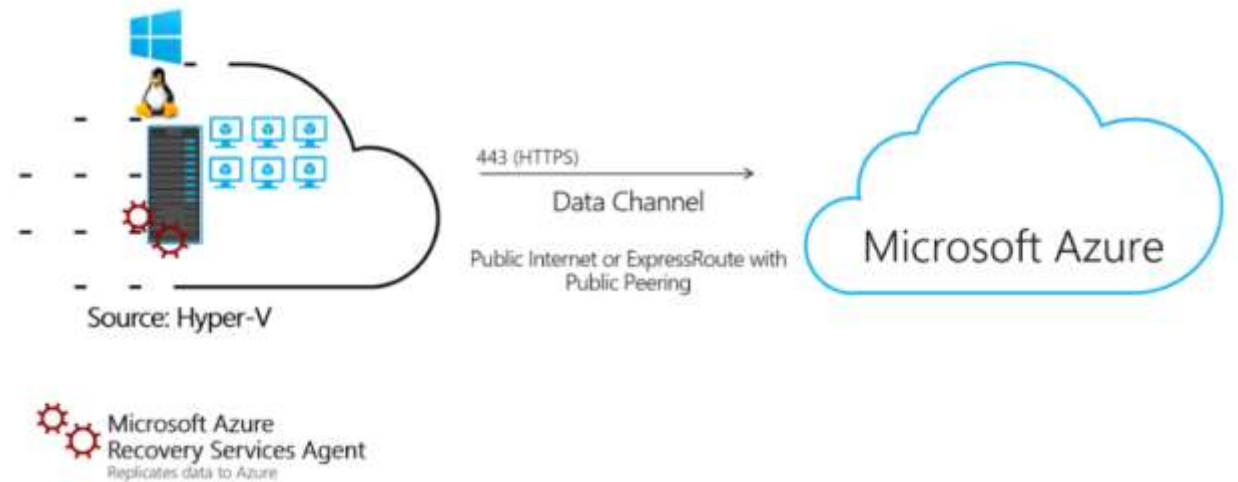 443 (HTTPS)
Data Channel
Public Internet or ExpressRoute with
Public Peering
Microsoft Azure
Source: Hyper-V
Microsoft Azure
Recovery Services Agent
Replicates data to Azure